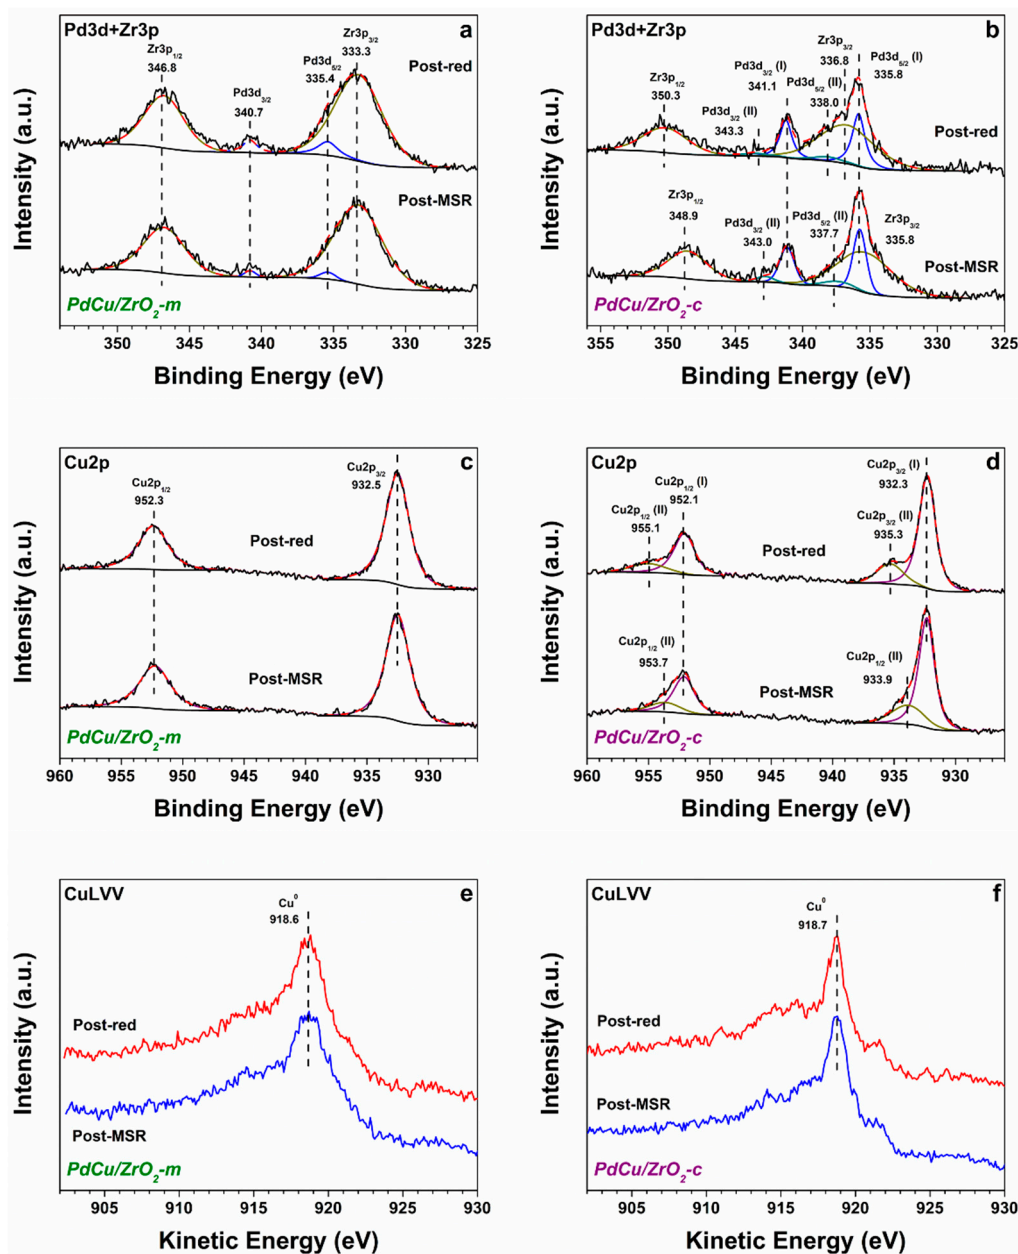 Pd3d+Zr3p
a
Zr3p1/2
346.8
Pd3d3/2
340.7
Pd3d5/2
335.4
Zr3p3/2
333.3
Post-red
Post-MSR
PdCu/ZrO2-m
Intensity (a.u.)
350 345 340 335 330 325
Binding Energy (eV)
Pd3d+Zr3p
b
Zr3p1/2
350.3
Pd3d3/2 (II)
343.3
Pd3d3/2 (I)
341.1
Pd3d5/2 (II)
338.0
Zr3p3/2
336.8
Pd3d5/2 (I)
335.8
Post-red
Zr3p1/2
348.9
Pd3d3/2 (II)
343.0
Pd3d5/2 (II)
337.7
Zr3p3/2
335.8
Post-MSR
PdCu/ZrO2-c
Intensity (a.u.)
355 350 345 340 335 330 325
Binding Energy (eV)
Cu2p
c
Cu2p1/2
952.3
Cu2p3/2
932.5
Post-red
Post-MSR
PdCu/ZrO2-m
Intensity (a.u.)
960 955 950 945 940 935 930
Binding Energy (eV)
Cu2p
d
Cu2p1/2 (II)
955.1
Cu2p1/2 (I)
952.1
Cu2p3/2 (I)
932.3
Cu2p3/2 (II)
935.3
Post-red
Cu2p1/2 (II)
953.7
Cu2p1/2 (II)
933.9
Post-MSR
PdCu/ZrO2-c
Intensity (a.u.)
960 955 950 945 940 935 930
Binding Energy (eV)
CuLVV
e
Cu0
918.6
Post-red
Post-MSR
PdCu/ZrO2-m
Intensity (a.u.)
905 910 915 920 925 930
Kinetic Energy (eV)
CuLVV
f
Cu0
918.7
Post-red
Post-MSR
PdCu/ZrO2-c
Intensity (a.u.)
905 910 915 920 925 930
Kinetic Energy (eV)